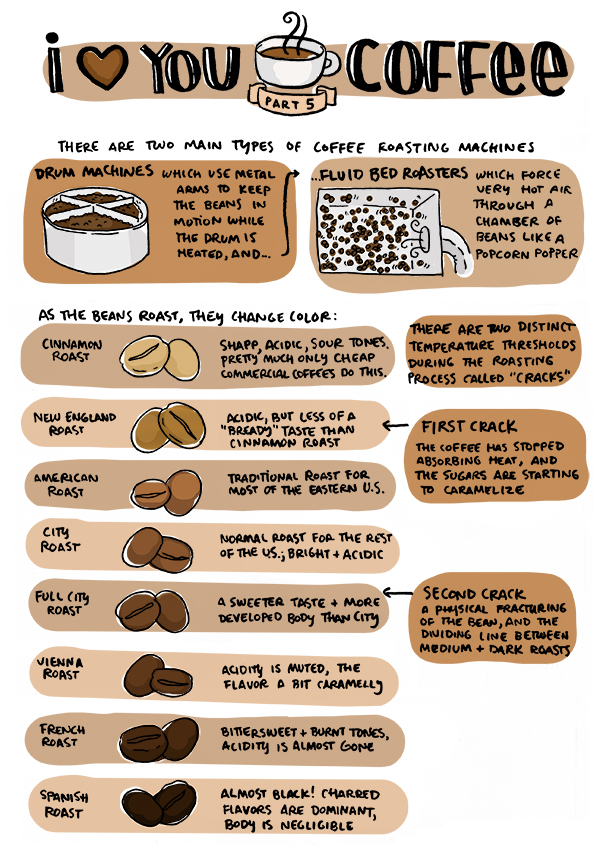 i YOU COFFEE
PART 5
THERE ARE TWO MAIN TYPES OF COFFEE ROASTING MACHINES
DRUM MACHINES WHICH USE METAL
ARMS TO KEEP
THE BEANS IN
MOTION WHILE
THE DRUM IS
HEATED, AND...
...FLUID BED ROASTERS WHICH FORCE
VERY HOT AIR
THROUGH A
CHAMBER OF
BEANS LIKE A
POPCORN POPPER
AS THE BEANS ROAST, THEY CHANGE COLOR:
THERE ARE TWO DISTINCT
TEMPERATURE THRESHOLDS
DURING THE ROASTING
PROCESS CALLED "CRACKS"
CINNAMON
ROAST
SHAPP, ACIDIC, SOUR TONES.
PRETTY MUCH ONLY CHEAP
COMMERCIAL COFFEES DO THIS.
NEW ENGLAND
ROAST
ACIDIC, BUT LESS OF A
"BREADY" TASTE THAN
CINNAMON ROAST
FIRST CRACK
THE COFFEE HAS STOPPED
ABSORBING HEAT, AND
THE SUGARS ARE STARTING
TO CARAMELIZE
AMERICAN
ROAST
TRADITIONAL ROAST FOR
MOST OF THE EASTERN U.S.
CITY
ROAST
NORMAL ROAST FOR THE REST
OF THE US.; BRIGHT + ACIDIC
FULL CITY
ROAST
A SWEETER TASTE + MORE
DEVELOPED BODY THAN CITY
SECOND CRACK
A PHYSICAL FRACTURING
OF THE BEAN, AND THE
DIVIDING LINE BETWEEN
MEDIUM + DARK ROASTS
VIENNA
ROAST
ACIDITY IS MUTED, THE
FLAVOR A BIT CARAMELLY
FRENCH
ROAST
BITTERSWEET + BURNT TONES,
ACIDITY IS ALMOST GONE
SPANISH
ROAST
ALMOST BLACK! CHARRED
FLAVORS ARE DOMINANT,
BODY IS NEGLIGIBLE